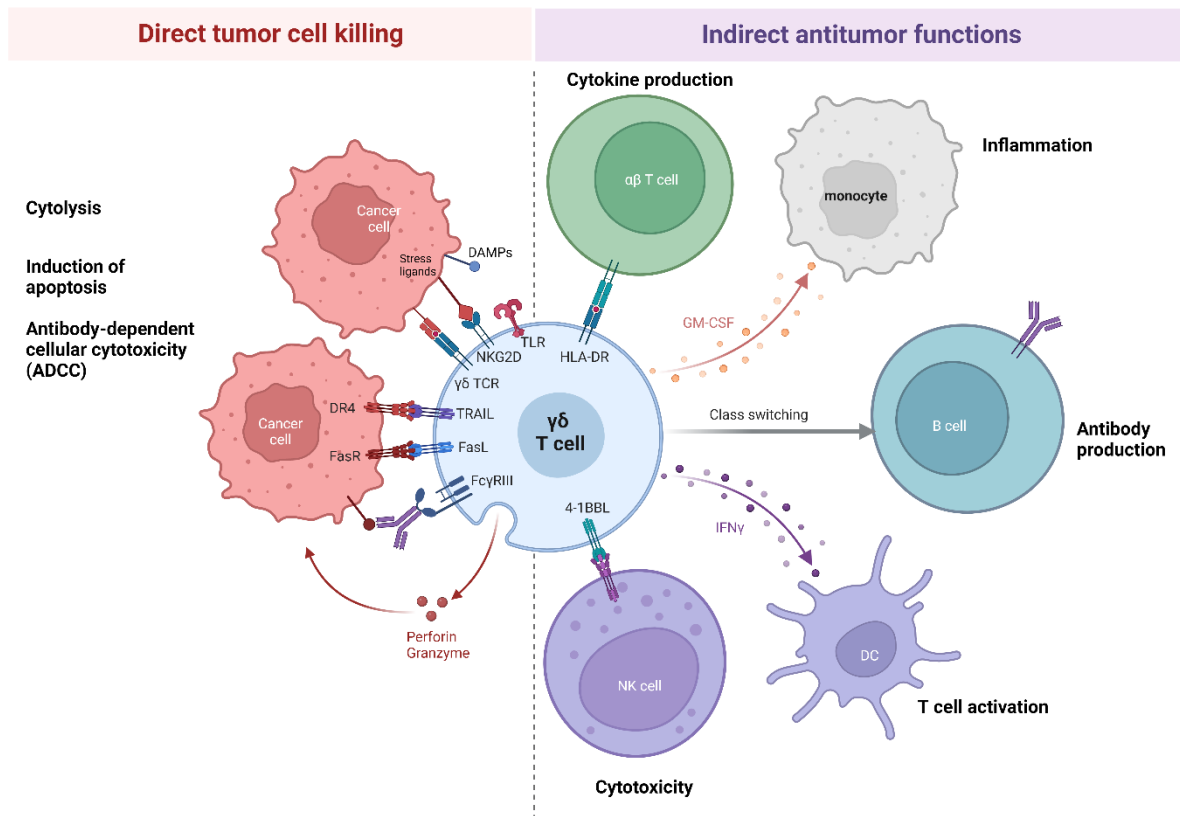 Direct tumor cell killing
Indirect antitumor functions
Cytokine production
αβ T cell
monocyte
Inflammation
Cytolysis
Cancer
cell
Stress
ligands
DAMPs
Induction of
apoptosis
Antibody-dependent
cellular cytotoxicity
(ADCC)
TLR
NKG2D
HLA-DR
γδ TCR
GM-CSF
DR4
TRAIL
Cancer
cell
FasR
FasL
γδ
T cell
Class switching
B cell
Antibody
production
FcγRIII
4-1BBL
IFNγ
Perforin
Granzyme
NK cell
DC
T cell activation
Cytotoxicity